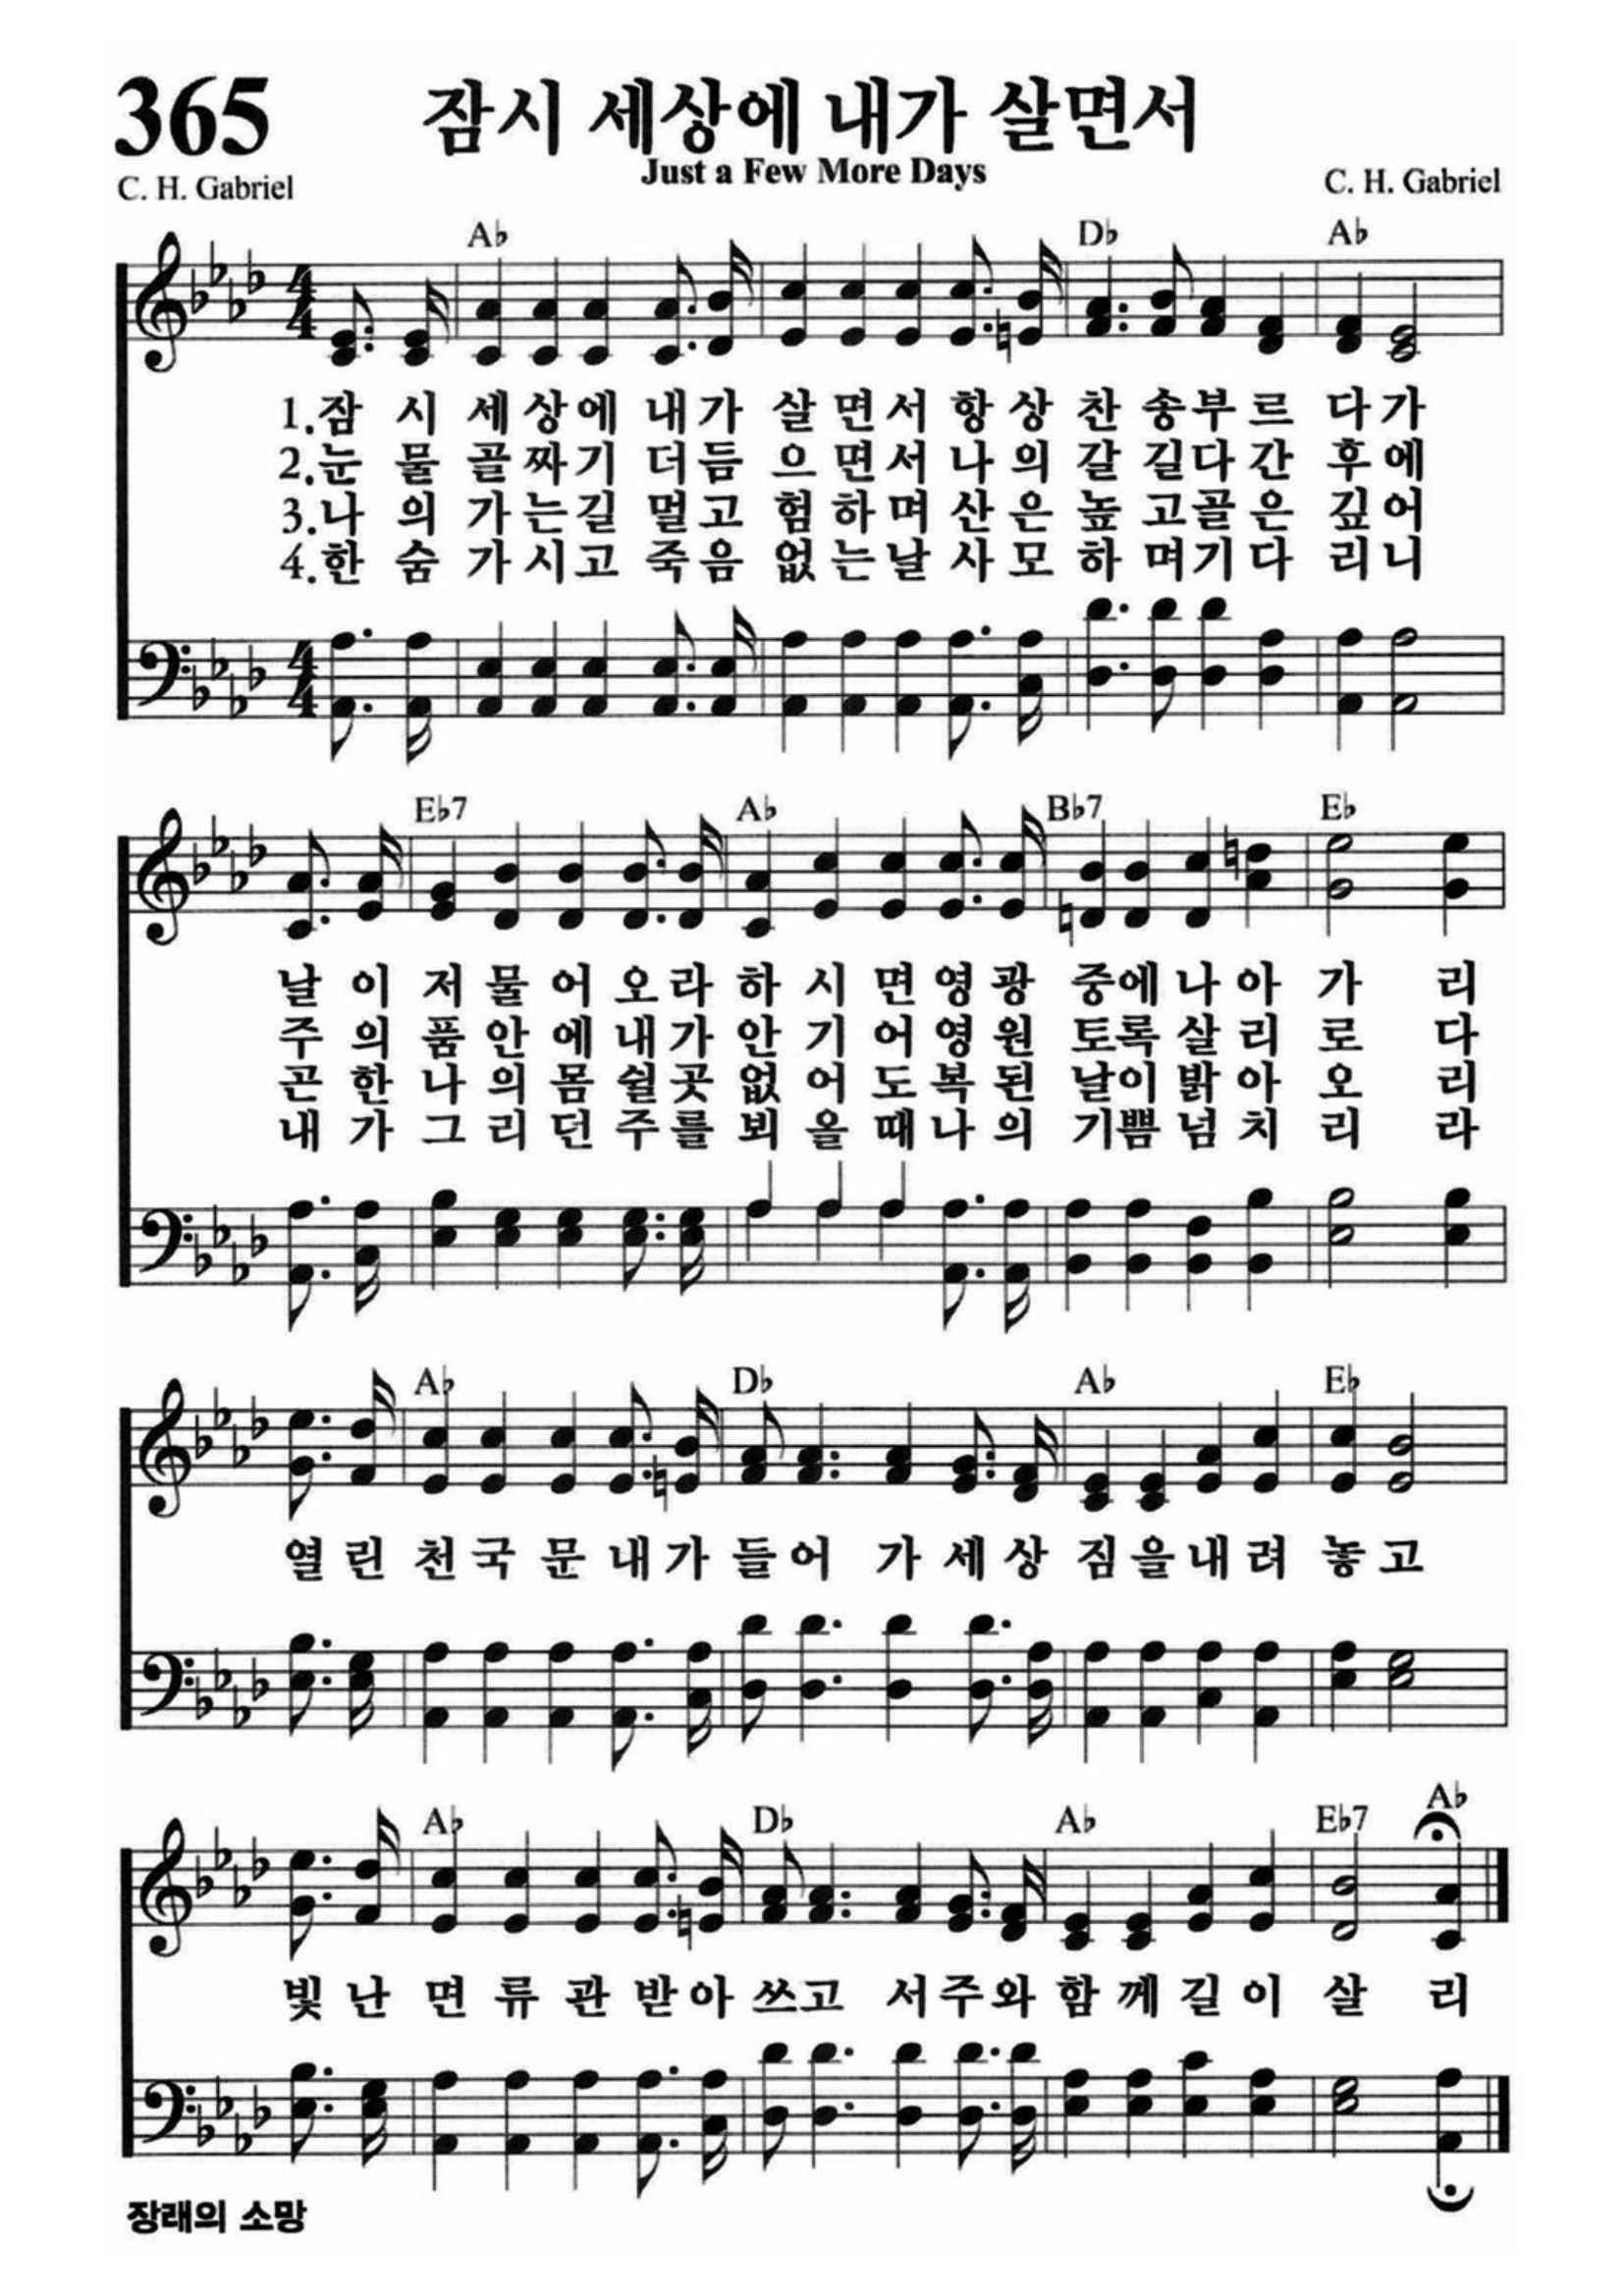 365 잠시 세상에 내가 살면서
Just a Few More Days
C. H. Gabriel C. H. Gabriel
A♭ D♭ A♭
1.잠 시 세 상 에 내 가 살 면 서 항 상 찬 송 부 르 다 가
2.눈 물 골 짜 기 더 듬 으 면 서 나 의 갈 길 다 간 후 에
3.나 의 가 는 길 멀 고 험 하 며 산 은 높 고 골 은 깊 어
4.한 숨 가 시 고 죽 음 없 는 날 사 모 하 며 기 다 리 니
E♭7 A♭ B♭7 E♭
날 이 저 물 어 오 라 하 시 면 영 광 중 에 나 아 가 리
주 의 품 안 에 내 가 안 기 어 영 원 토 록 살 리 로 다
곤 한 나 의 몸 쉴 곳 없 어 도 복 된 날 이 밝 아 오 리
내 가 그 리 던 주 를 뵈 올 때 나 의 기 쁨 넘 치 리 라
A♭ D♭ A♭ E♭
열 린 천 국 문 내 가 들 어 가 세 상 짐 을 내 려 놓 고
A♭ D♭ A♭ E♭7 A♭
빛 난 면 류 관 받 아 쓰 고 서 주 와 함 께 길 이 살 리
장래의 소망